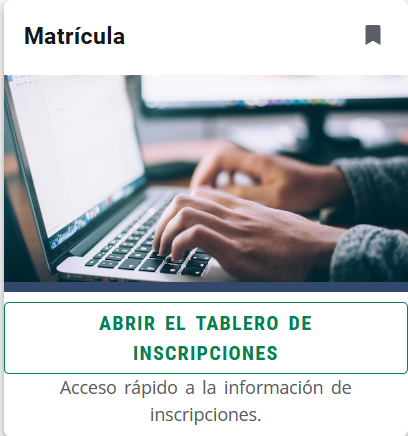 Matrícula
ABRIR EL TABLERO DE
INSCRIPCIONES
Acceso rápido a la información de
inscripciones.